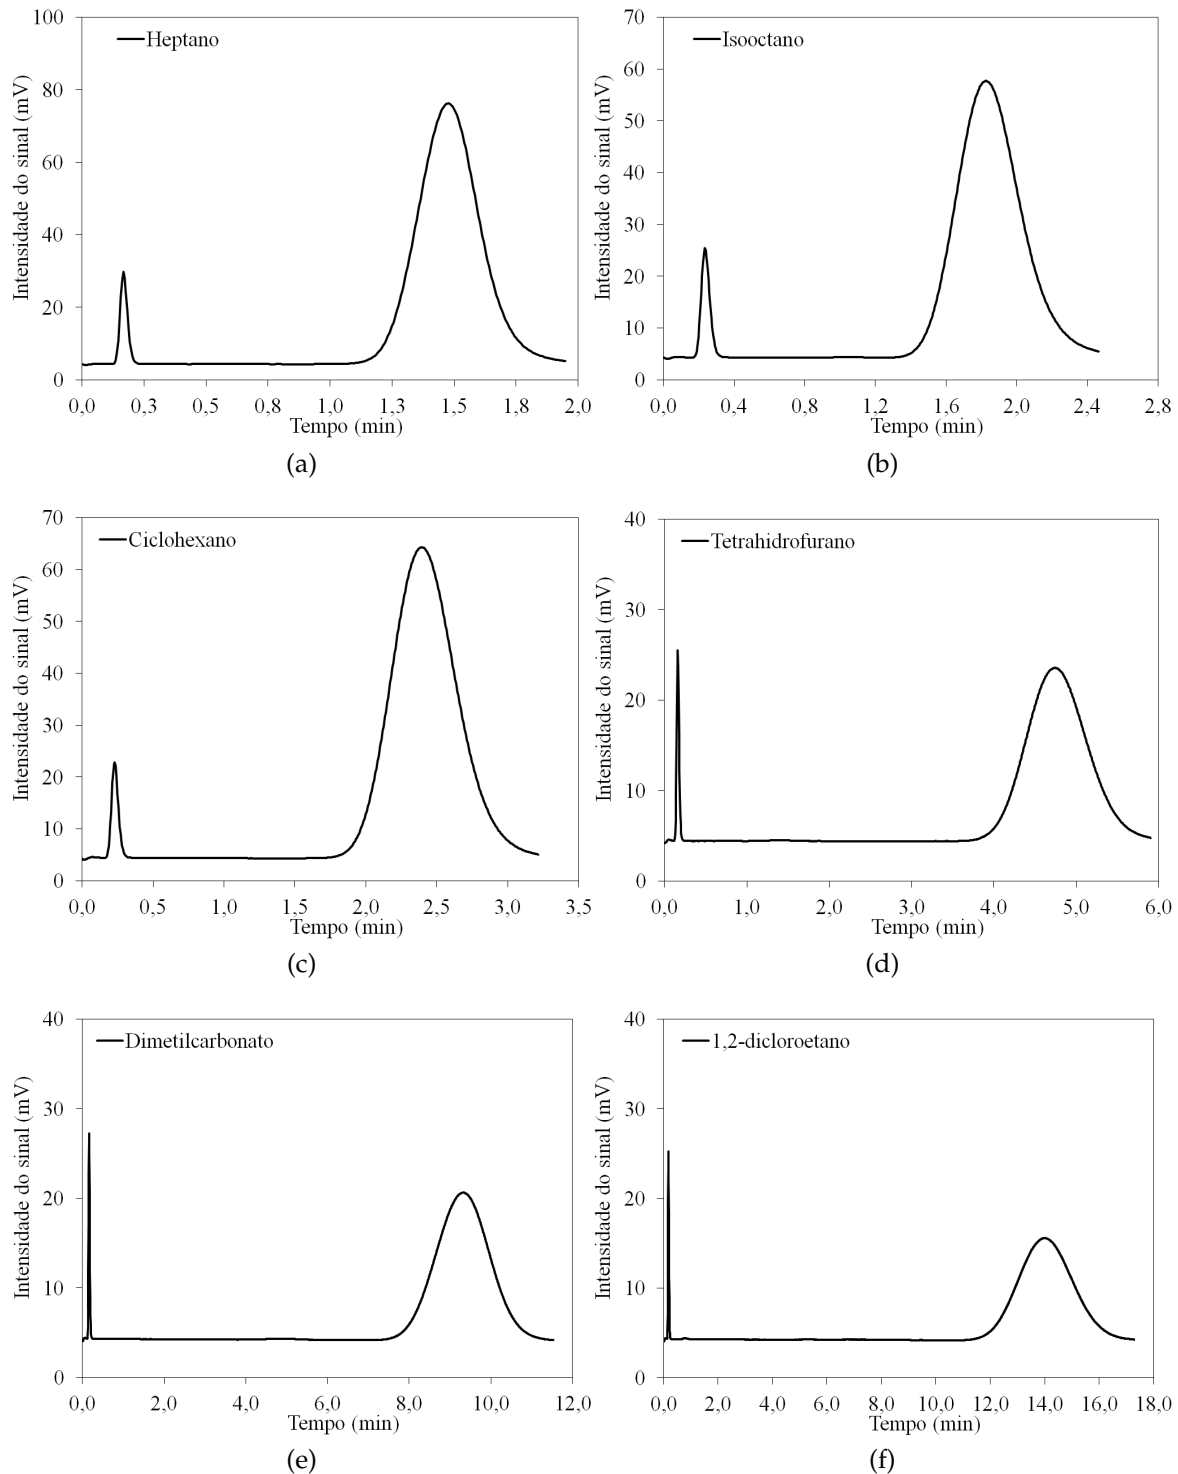 Heptano
Intensidade do sinal (mV)
100
80
60
40
20
0
0,0 0,3 0,5 0,8 1,0 1,3 1,5 1,8 2,0
Tempo (min)
(a)
Isooctano
Intensidade do sinal (mV)
70
60
50
40
30
20
10
0
0,0 0,4 0,8 1,2 1,6 2,0 2,4 2,8
Tempo (min)
(b)
Ciclohexano
Intensidade do sinal (mV)
70
60
50
40
30
20
10
0
0,0 0,5 1,0 1,5 2,0 2,5 3,0 3,5
Tempo (min)
(c)
Tetrahidrofurano
Intensidade do sinal (mV)
40
30
20
10
0
0,0 1,0 2,0 3,0 4,0 5,0 6,0
Tempo (min)
(d)
Dimetilcarbonato
Intensidade do sinal (mV)
40
30
20
10
0
0,0 2,0 4,0 6,0 8,0 10,0 12,0
Tempo (min)
(e)
1,2-dicloroetano
Intensidade do sinal (mV)
40
30
20
10
0
0,0 2,0 4,0 6,0 8,0 10,0 12,0 14,0 16,0 18,0
Tempo (min)
(f)